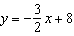 y = −3/2 x + 8